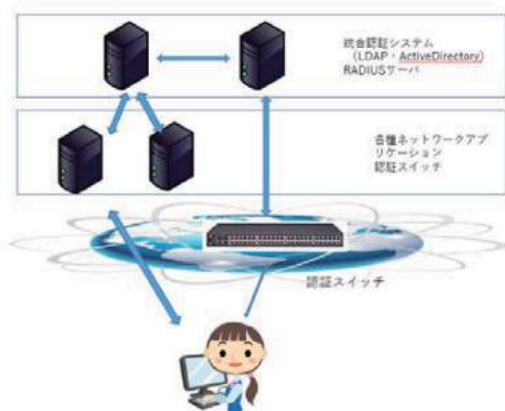 統合認証システム
(LDAP・ActiveDirectory)
RADIUSサーバ
各種ネットワークアプ
リケーション
認証スイッチ
認証スイッチ